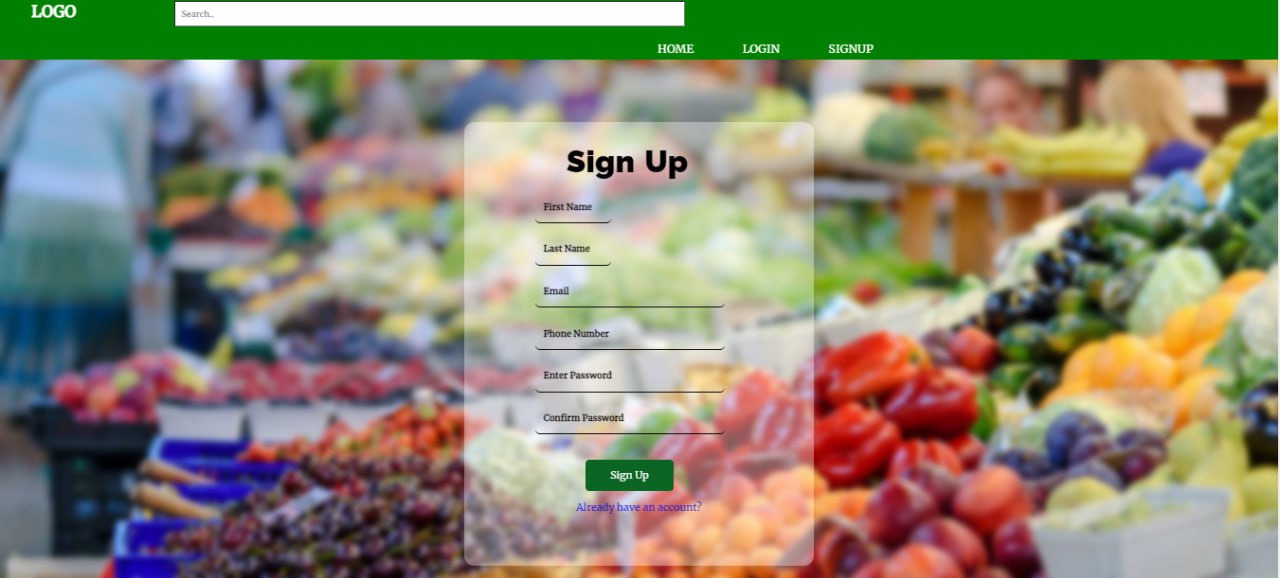 LOGO
Search..
HOME LOGIN SIGNUP
Sign Up
First Name
Last Name
Email
Phone Number
Enter Password
Confirm Password
Sign Up
Already have an account?